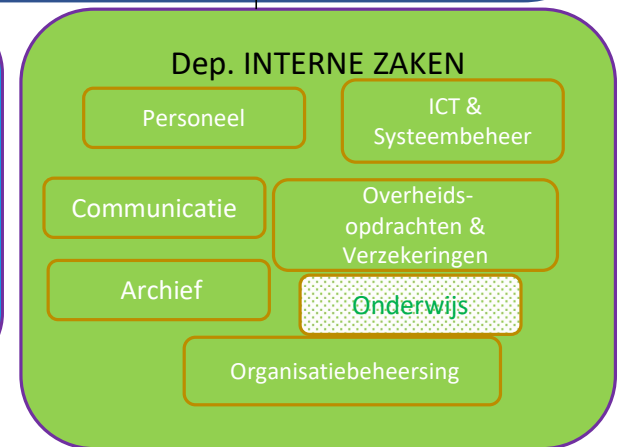 Dep. INTERNE ZAKEN
Personeel
ICT &
Systeembeheer
Communicatie
Overheids-
opdrachten &
Verzekeringen
Archief
Onderwijs
Organisatiebeheersing